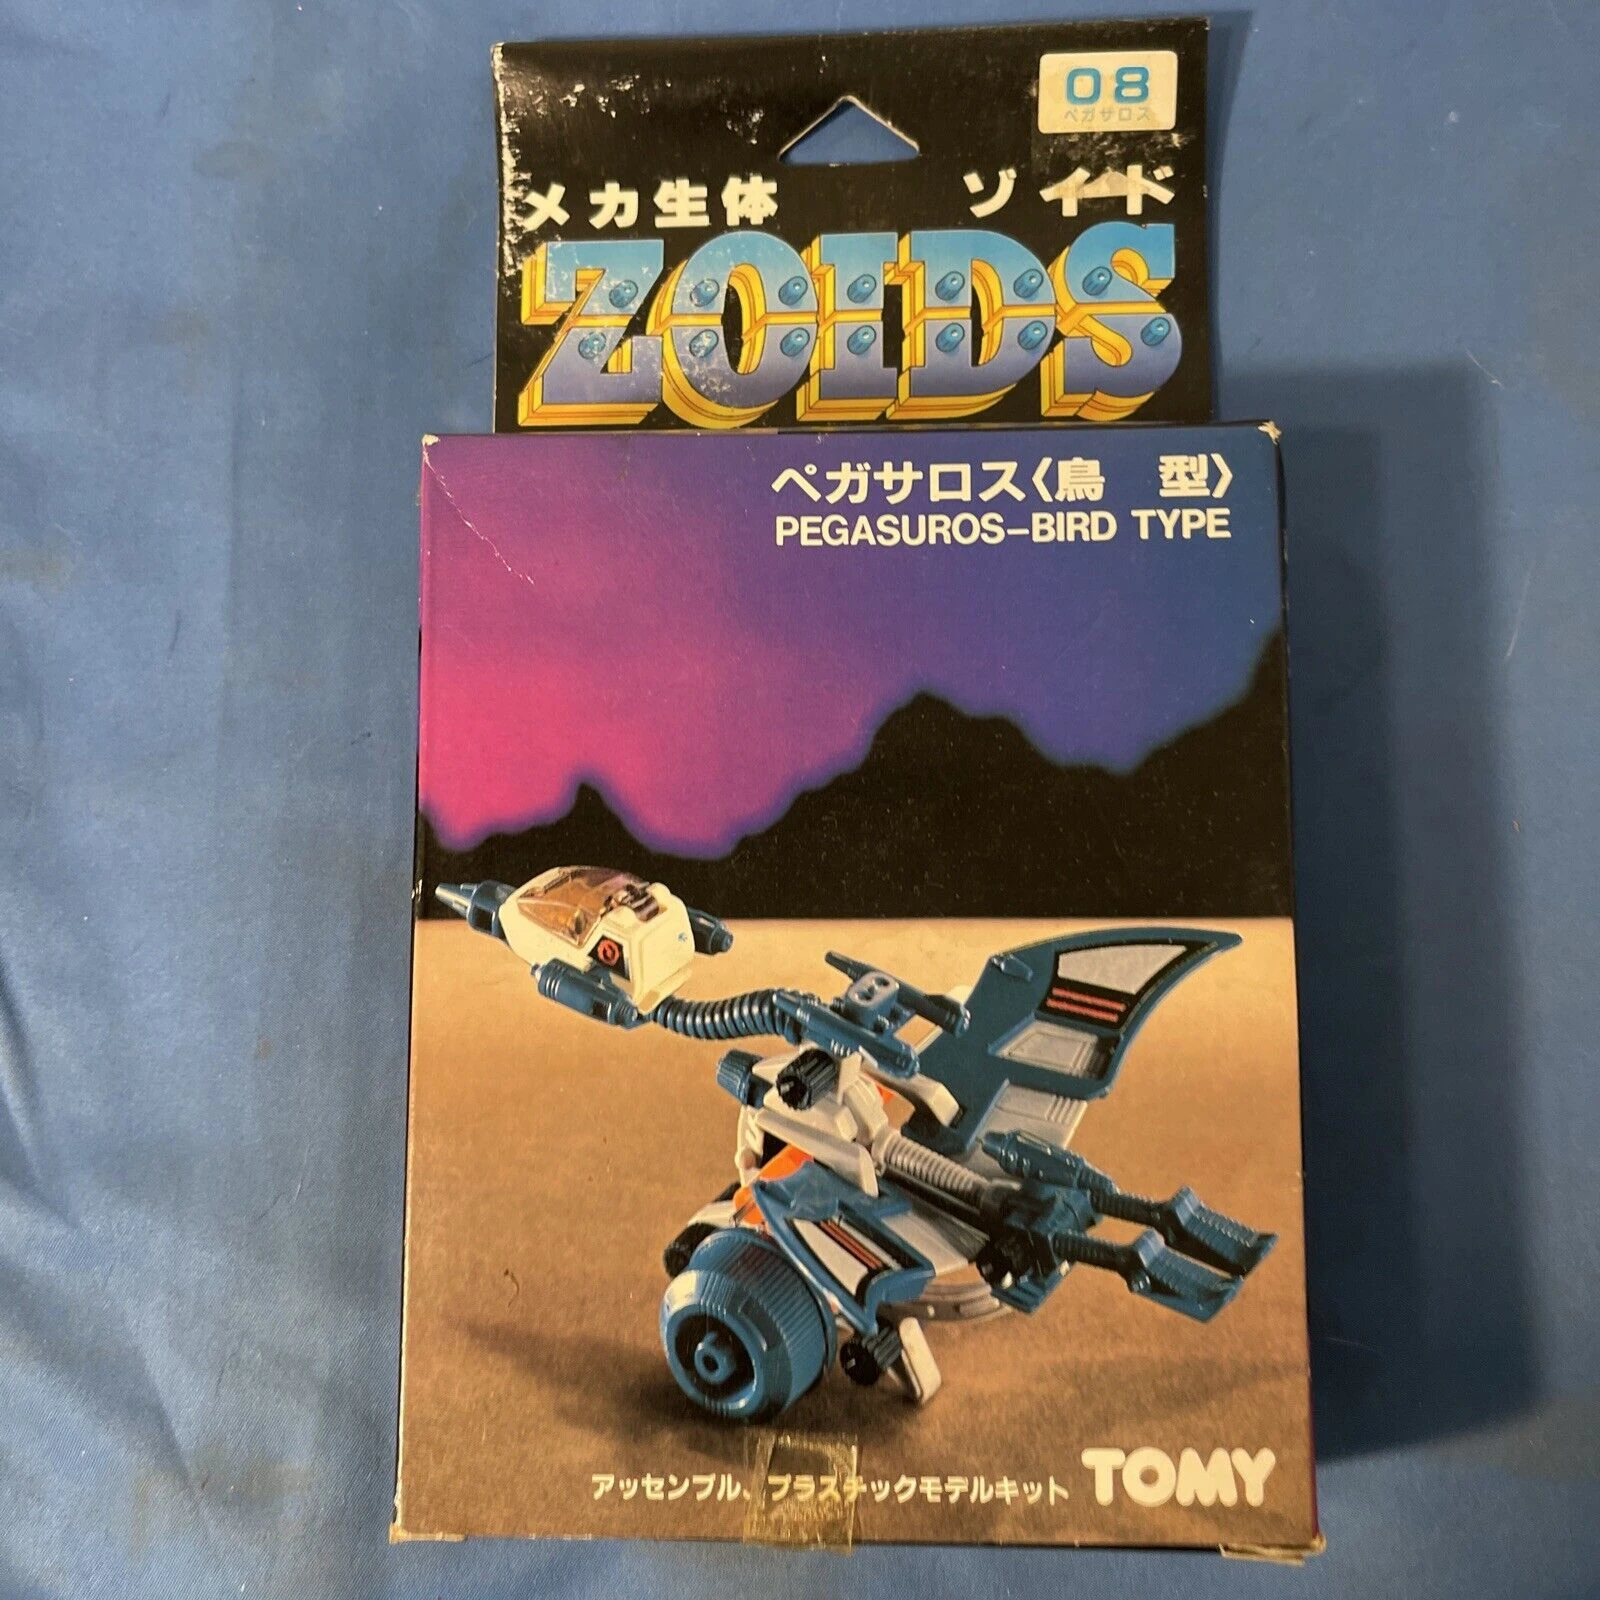 08
ペガサロス
メカ生体 ゾイド
ZOIDS
ペガサロス〈鳥 型〉
PEGASUROS-BIRD TYPE
アッセンブル、プラスチックモデルキット TOMY